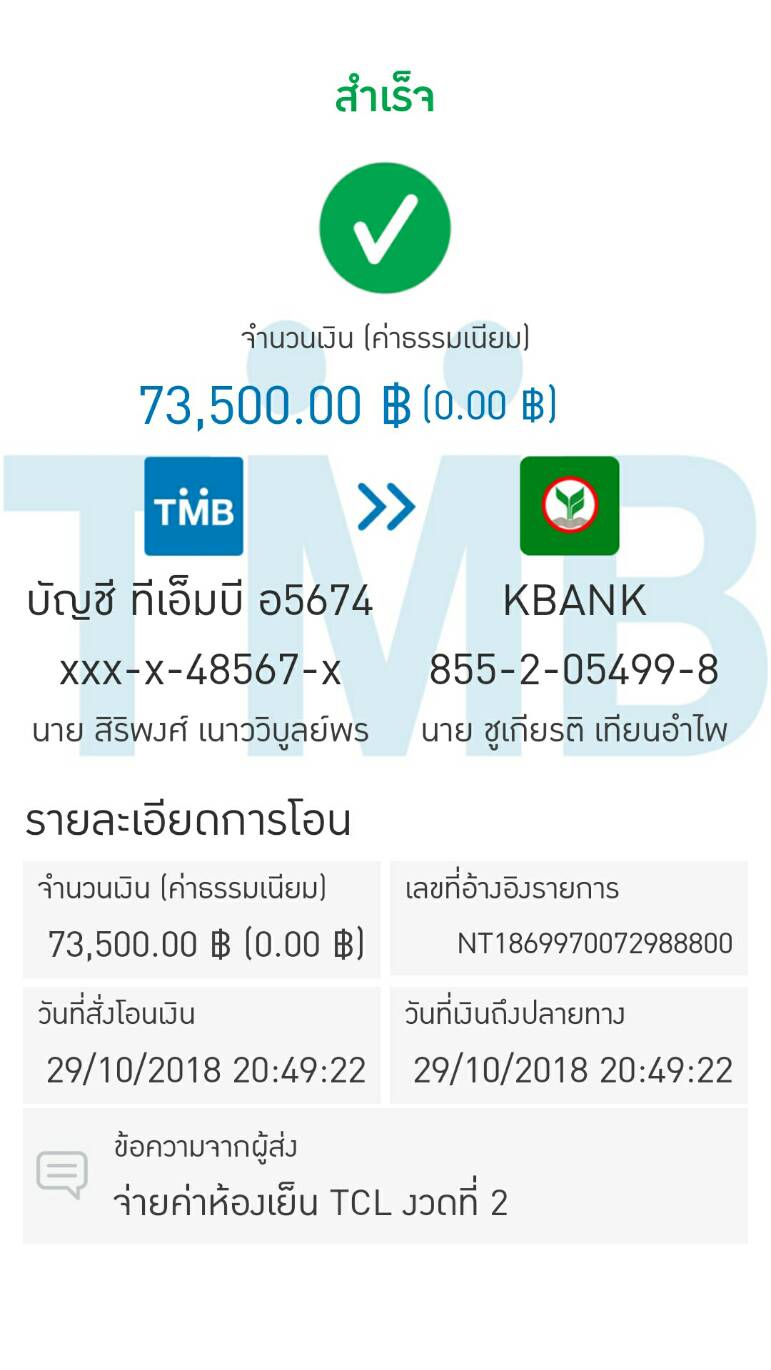 สำเร็จ
จำนวนเงิน (ค่าธรรมเนียม)
73,500.00 ฿ (0.00 ฿)
TMB
TMB
บัญชี ทีเอ็มบี อ5674
KBANK
xxx-x-48567-x
855-2-05499-8
นาย สิริพงศ์ เนาววิบูลย์พร
นาย ชูเกียรติ เทียนอำไพ
รายละเอียดการโอน
จำนวนเงิน (ค่าธรรมเนียม)
73,500.00 ฿ (0.00 ฿)
เลขที่อ้างอิงรายการ
NT1869970072988800
วันที่สั่งโอนเงิน
29/10/2018 20:49:22
วันที่เงินถึงปลายทาง
29/10/2018 20:49:22
ข้อความจากผู้ส่ง
จ่ายค่าห้องเย็น TCL งวดที่ 2